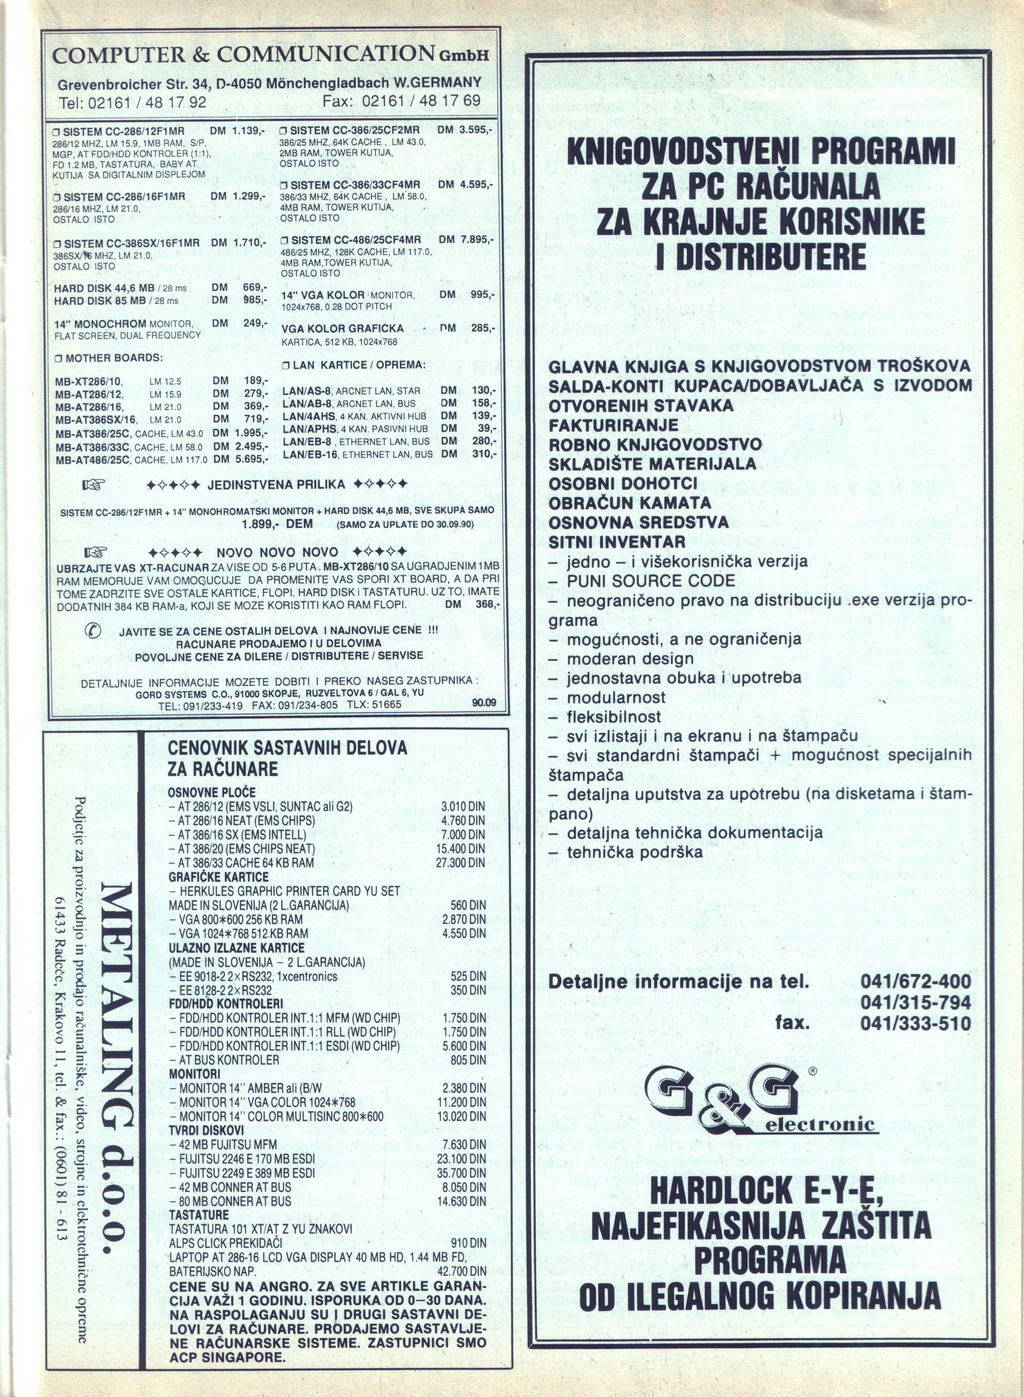 COMPUTER & COMMUNICATION GmbH
Grevenbroicher Str. 34, D-4050 Mönchengladbach W.GERMANY
Tel: 02161 / 48 17 92 Fax: 02161 / 48 17 69
SISTEM CC-286/12F1MR DM 1.139,-
286/12 MHZ, LM 15.9, 1MB RAM, S/P,
MGP, AT FDD/HDD KONTROLER (1:1),
FD 1.2 MB, TASTATURA, BABY AT
KUTIJA SA DIGITALNIM DISPLEJOM
SISTEM CC-286/16F1MR DM 1.299,-
286/16 MHZ, LM 21.0,
OSTALO ISTO
SISTEM CC-386SX/16F1MR DM 1.710,-
386SX/16 MHZ, LM 21.0,
OSTALO ISTO
HARD DISK 44,6 MB / 28 ms DM 669,-
HARD DISK 85 MB / 28 ms DM 985,-
14" MONOCHROM MONITOR, DM 249,-
FLAT SCREEN, DUAL FREQUENCY
MOTHER BOARDS:
MB-XT286/10, LM 12.5 DM 189,-
MB-AT286/12, LM 15.9 DM 279,-
MB-AT286/16, LM 21.0 DM 369,-
MB-AT386SX/16, LM 21.0 DM 719,-
MB-AT386/25C, CACHE, LM 43.0 DM 1.995,-
MB-AT386/33C, CACHE, LM 58.0 DM 2.495,-
MB-AT486/25C, CACHE, LM 117.0 DM 5.695,-
SISTEM CC-386/25CF2MR DM 3.595,-
386/25 MHZ, 64K CACHE , LM 43.0,
2MB RAM, TOWER KUTIJA,
OSTALO ISTO
SISTEM CC-386/33CF4MR DM 4.595,-
386/33 MHZ, 64K CACHE , LM 58.0,
4MB RAM, TOWER KUTIJA,
OSTALO ISTO
SISTEM CC-486/25CF4MR DM 7.895,-
486/25 MHZ, 128K CACHE, LM 117.0,
4MB RAM,TOWER KUTIJA,
OSTALO ISTO
14" VGA KOLOR MONITOR, DM 995,-
1024x768, 0.28 DOT PITCH
VGA KOLOR GRAFICKA DM 285,-
KARTICA, 512 KB, 1024x768
LAN KARTICE / OPREMA:
LAN/AS-8, ARCNET LAN, STAR DM 130,-
LAN/AB-8, ARCNET LAN, BUS DM 158,-
LAN/4AHS, 4 KAN. AKTIVNI HUB DM 139,-
LAN/APHS, 4 KAN. PASIVNI HUB DM 39,-
LAN/EB-8 , ETHERNET LAN, BUS DM 280,-
LAN/EB-16, ETHERNET LAN, BUS DM 310,-
JEDINSTVENA PRILIKA
SISTEM CC-286/12F1MR + 14" MONOHROMATSKI MONITOR + HARD DISK 44,6 MB, SVE SKUPA SAMO
1.899,- DEM (SAMO ZA UPLATE DO 30.09.90)
NOVO NOVO NOVO
UBRZAJTE VAS XT-RACUNAR ZA VISE OD 5-6 PUTA. MB-XT286/10 SA UGRADJENIM 1MB
RAM MEMORIJE VAM OMOGUCUJE DA PROMENITE VAS SPORI XT BOARD, A DA PRI
TOME ZADRZITE SVE OSTALE KARTICE, FLOPI, HARD DISK i TASTATURU. UZ TO, IMATE
DODATNIH 384 KB RAM-a, KOJI SE MOZE KORISTITI KAO RAM FLOPI. DM 368,-
JAVITE SE ZA CENE OSTALIH DELOVA I NAJNOVIJE CENE !!!
RACUNARE PRODAJEMO I U DELOVIMA
POVOLJNE CENE ZA DILERE / DISTRIBUTERE / SERVISE
DETALJNIJE INFORMACIJE MOZETE DOBITI I PREKO NASEG ZASTUPNIKA :
GORD SYSTEMS C.O., 91000 SKOPJE, RUZVELTOVA 6 / GAL 6, YU
TEL: 091/233-419 FAX: 091/234-805 TLX: 51665 90.09
METALING d.o.o.
Podjetje za proizvodnjo in prodajo računalniške, video, strojne in elektrotehnične opreme
61433 Radeče, Krakovo 11, tel. & fax.: (0601) 81 - 613
CENOVNIK SASTAVNIH DELOVA
ZA RAČUNARE
OSNOVNE PLOČE
– AT 286/12 (EMS VSLI, SUNTAC ali G2) 3.010 DIN
– AT 286/16 NEAT (EMS CHIPS) 4.760 DIN
– AT 386/16 SX (EMS INTELL) 7.000 DIN
– AT 386/20 (EMS CHIPS NEAT) 15.400 DIN
– AT 386/33 CACHE 64 KB RAM 27.300 DIN
GRAFIČKE KARTICE
– HERKULES GRAPHIC PRINTER CARD YU SET
MADE IN SLOVENIJA (2 L.GARANCIJA) 560 DIN
– VGA 800*600 256 KB RAM 2.870 DIN
– VGA 1024*768 512 KB RAM 4.550 DIN
ULAZNO IZLAZNE KARTICE
(MADE IN SLOVENIJA – 2 L.GARANCIJA)
– EE 9018-2 2×RS232, 1xcentronics 525 DIN
– EE 8128-2 2×RS232 350 DIN
FDD/HDD KONTROLERI
– FDD/HDD KONTROLER INT.1:1 MFM (WD CHIP) 1.750 DIN
– FDD/HDD KONTROLER INT.1:1 RLL (WD CHIP) 1.750 DIN
– FDD/HDD KONTROLER INT.1:1 ESDI (WD CHIP) 5.600 DIN
– AT BUS KONTROLER 805 DIN
MONITORI
– MONITOR 14'' AMBER ali (B/W 2.380 DIN
– MONITOR 14'' VGA COLOR 1024*768 11.200 DIN
– MONITOR 14'' COLOR MULTISINC 800*600 13.020 DIN
TVRDI DISKOVI
– 42 MB FUJITSU MFM 7.630 DIN
– FUJITSU 2246 E 170 MB ESDI 23.100 DIN
– FUJITSU 2249 E 389 MB ESDI 35.700 DIN
– 42 MB CONNER AT BUS 8.050 DIN
– 80 MB CONNER AT BUS 14.630 DIN
TASTATURE
TASTATURA 101 XT/AT Z YU ZNAKOVI
ALPS CLICK PREKIDAČI 910 DIN
LAPTOP AT 286-16 LCD VGA DISPLAY 40 MB HD, 1.44 MB FD,
BATERIJSKO NAP. 42.700 DIN
CENE SU NA ANGRO. ZA SVE ARTIKLE GARAN-
CIJA VAŽI 1 GODINU. ISPORUKA OD 0–30 DANA.
NA RASPOLAGANJU SU I DRUGI SASTAVNI DE-
LOVI ZA RAČUNARE. PRODAJEMO SASTAVLJE-
NE RAČUNARSKE SISTEME. ZASTUPNICI SMO
ACP SINGAPORE.
KNIGOVODSTVENI PROGRAMI
ZA PC RAČUNALA
ZA KRAJNJE KORISNIKE
I DISTRIBUTERE
GLAVNA KNJIGA S KNJIGOVODSTVOM TROŠKOVA
SALDA-KONTI KUPACA/DOBAVLJAČA S IZVODOM
OTVORENIH STAVAKA
FAKTURIRANJE
ROBNO KNJIGOVODSTVO
SKLADIŠTE MATERIJALA
OSOBNI DOHOTCI
OBRAČUN KAMATA
OSNOVNA SREDSTVA
SITNI INVENTAR
– jedno – i višekorisnička verzija
– PUNI SOURCE CODE
– neograničeno pravo na distribuciju .exe verzija pro-
grama
– mogućnosti, a ne ograničenja
– moderan design
– jednostavna obuka i upotreba
– modularnost
– fleksibilnost
– svi izlistaji i na ekranu i na štampaču
– svi standardni štampači + mogućnost specijalnih
štampača
– detaljna uputstva za upotrebu (na disketama i štam-
pano)
– detaljna tehnička dokumentacija
– tehnička podrška
Detaljne informacije na tel. 041/672-400
041/315-794
fax. 041/333-510
G&G®
electronic
HARDLOCK E-Y-E,
NAJEFIKASNIJA ZAŠTITA
PROGRAMA
OD ILEGALNOG KOPIRANJA